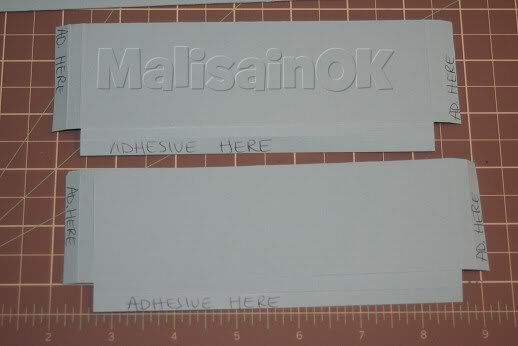 MalisainOK
AD. HERE
AD. HERE
ADHESIVE HERE
AD. HERE
AD. HERE
ADHESIVE HERE
2 3 4 5 6 7 8 9